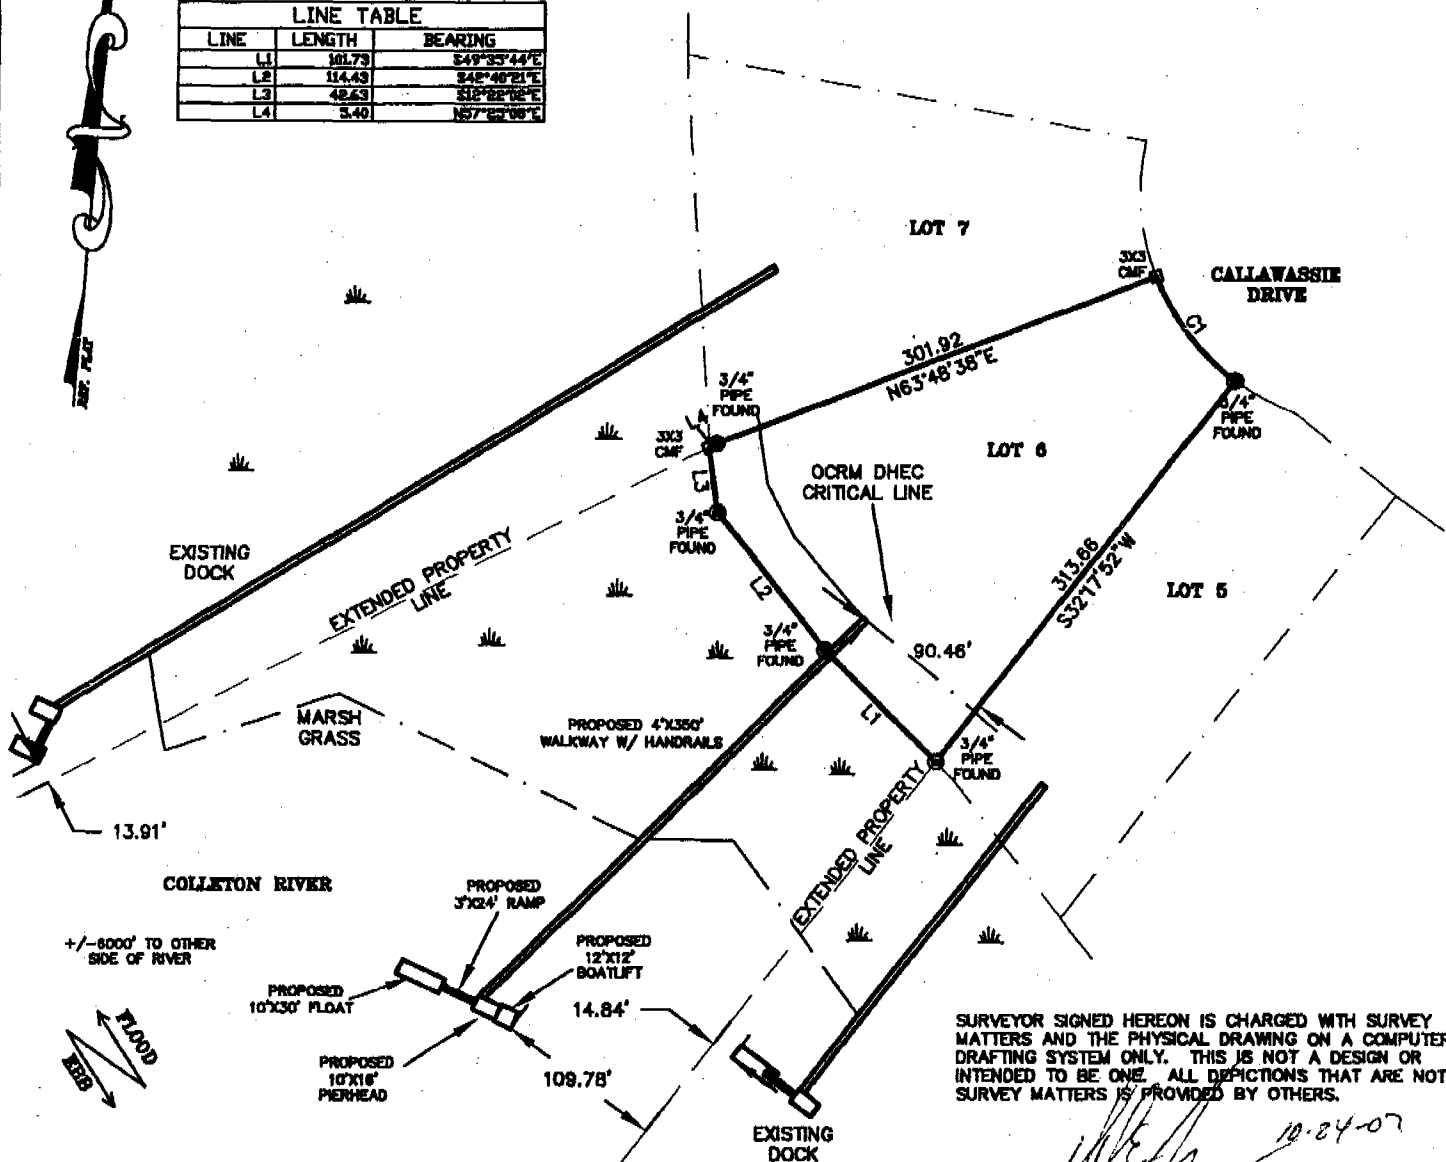 LINE TABLE
LINE LENGTH BEARING
L1 101.73 S49°35'44"E
L2 114.43 S42°40'21"E
L3 42.63 S12°22'02"E
L4 5.40 N57°25'08"E
REF. PLAT
LOT 7
3X3
CMF
CALLAWASSIE
DRIVE
C1
301.92
N63°48'38"E
3/4"
PIPE
FOUND
3/4"
PIPE
FOUND
L4
3X3
CMF
LOT 6
OCRM DHEC
CRITICAL LINE
L3
3/4"
PIPE
FOUND
EXISTING
DOCK
EXTENDED PROPERTY
LINE
313.66
S32°17'52"W
LOT 5
L2
3/4"
PIPE
FOUND
90.46'
MARSH
GRASS
PROPOSED 4'X350'
WALKWAY W/ HANDRAILS
L1
3/4"
PIPE
FOUND
EXTENDED PROPERTY
LINE
13.91'
COLLETON RIVER
PROPOSED
3'X24' RAMP
+/-6000' TO OTHER
SIDE OF RIVER
PROPOSED
12'X12'
BOATLIFT
PROPOSED
10'X30' FLOAT
14.84'
FLOOD
EBB
PROPOSED
10'X16'
PIERHEAD
109.78'
EXISTING
DOCK
SURVEYOR SIGNED HEREON IS CHARGED WITH SURVEY
MATTERS AND THE PHYSICAL DRAWING ON A COMPUTER
DRAFTING SYSTEM ONLY. THIS IS NOT A DESIGN OR
INTENDED TO BE ONE. ALL DEPICTIONS THAT ARE NOT
SURVEY MATTERS IS PROVIDED BY OTHERS.
10-24-07